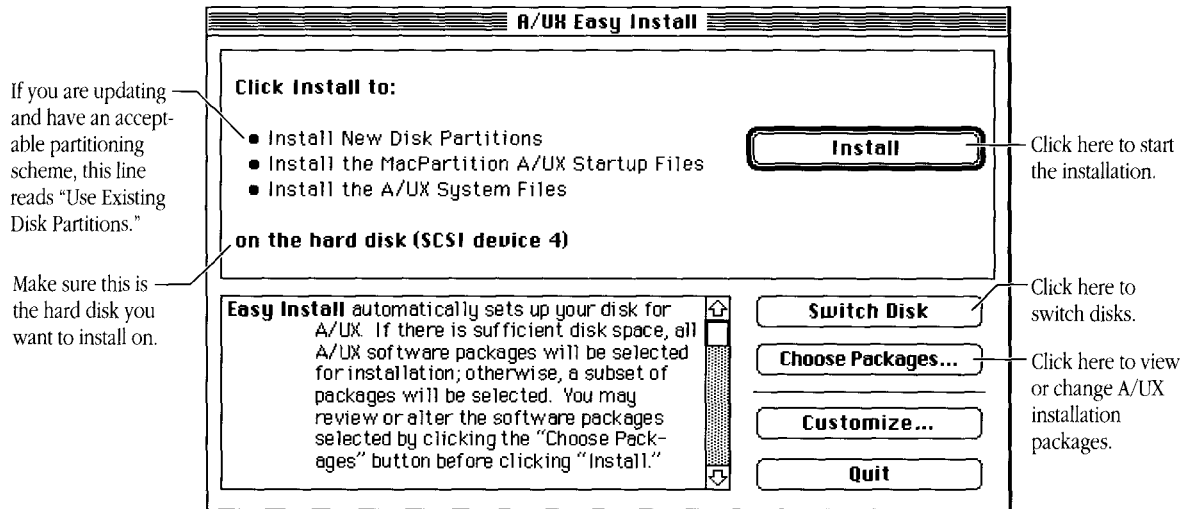 A/UX Easy Install
If you are updating
and have an accept-
able partitioning
scheme, this line
reads “Use Existing
Disk Partitions.”
Make sure this is
the hard disk you
want to install on.
Click Install to:
• Install New Disk Partitions
• Install the MacPartition A/UX Startup Files
• Install the A/UX System Files
on the hard disk (SCSI device 4)
Install
Click here to start
the installation.
Easy Install automatically sets up your disk for
A/UX. If there is sufficient disk space, all
A/UX software packages will be selected
for installation; otherwise, a subset of
packages will be selected. You may
review or alter the software packages
selected by clicking the “Choose Pack-
ages” button before clicking “Install.”
Switch Disk
Choose Packages...
Customize...
Quit
Click here to
switch disks.
Click here to view
or change A/UX
installation
packages.